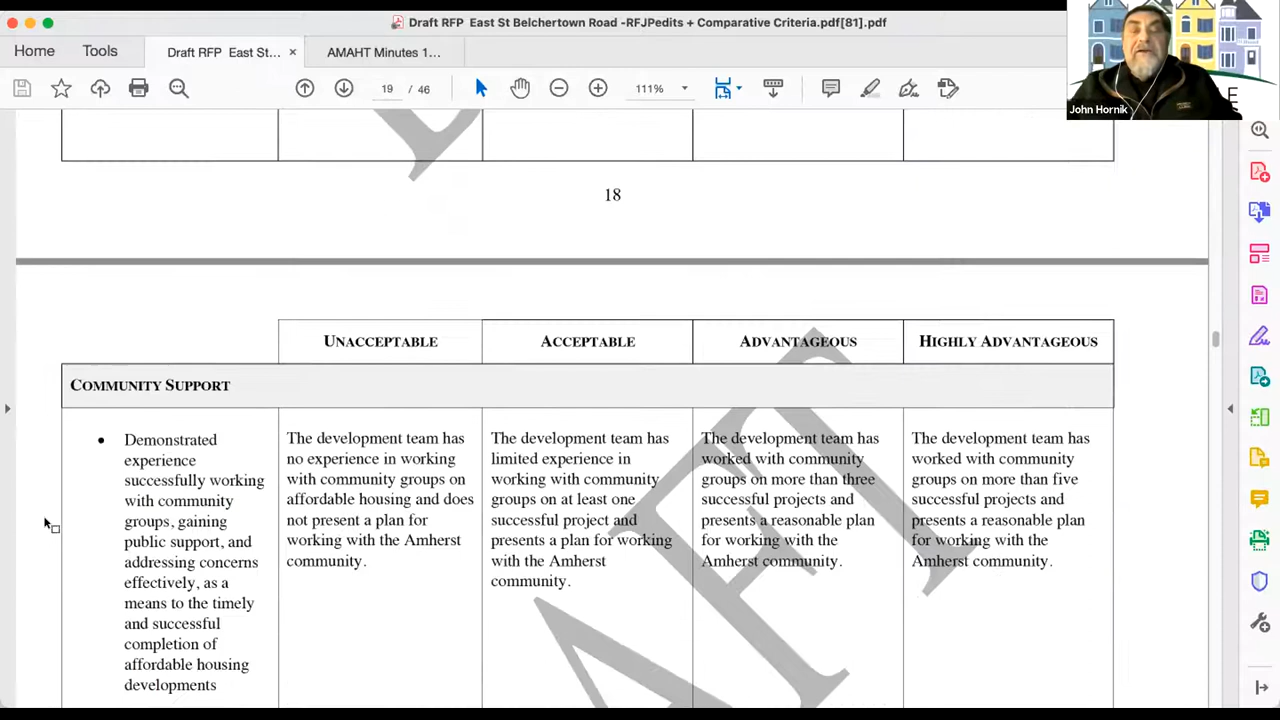 Draft RFP East St Belchertown Road -RFJPedits + Comparative Criteria.pdf[81].pdf
Home
Tools
Draft RFP East St...
×
AMAHT Minutes 1...
19 / 46
111%
John Hornik
E
18
UNACCEPTABLE
ACCEPTABLE
ADVANTAGEOUS
HIGHLY ADVANTAGEOUS
COMMUNITY SUPPORT
• Demonstrated
experience
successfully working
with community
groups, gaining
public support, and
addressing concerns
effectively, as a
means to the timely
and successful
completion of
affordable housing
developments
The development team has
no experience in working
with community groups on
affordable housing and does
not present a plan for
working with the Amherst
community.
The development team has
limited experience in
working with community
groups on at least one
successful project and
presents a plan for working
with the Amherst
community.
The development team has
worked with community
groups on more than three
successful projects and
presents a reasonable plan
for working with the
Amherst community.
The development team has
worked with community
groups on more than five
successful projects and
presents a reasonable plan
for working with the
Amherst community.
AFT